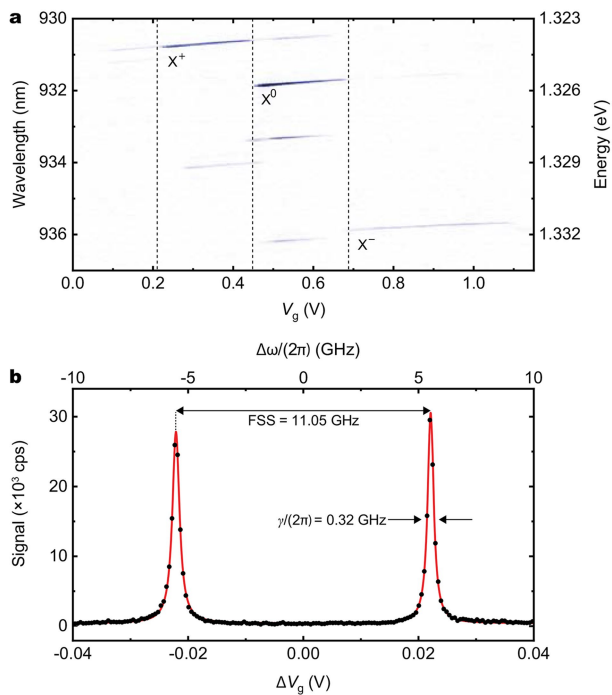 a
930
932
934
936
Wavelength (nm)
X⁺
X⁰
X⁻
1.323
1.326
1.329
1.332
Energy (eV)
0.0 0.2 0.4 0.6 0.8 1.0
Vg (V)
b
Δω/(2π) (GHz)
-10 -5 0 5 10
30
20
10
0
Signal (×10³ cps)
FSS = 11.05 GHz
γ/(2π) = 0.32 GHz
-0.04 -0.02 0.00 0.02 0.04
ΔVg (V)